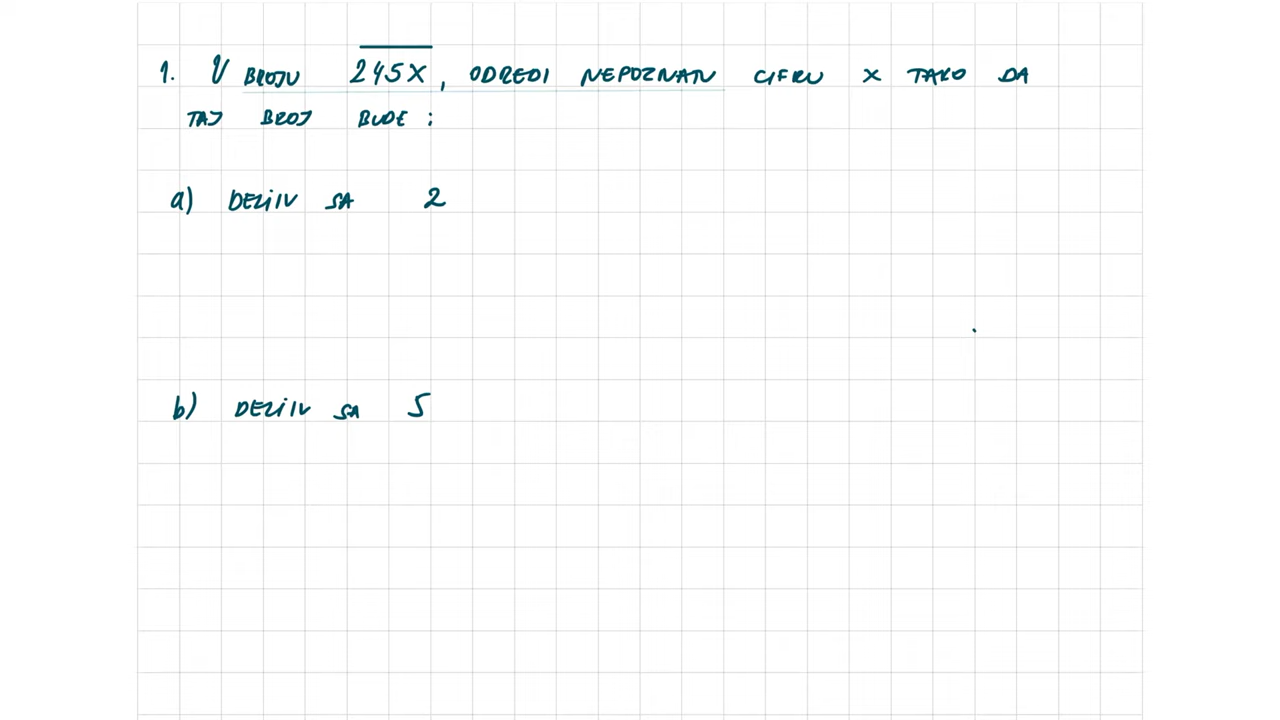 1. U BROJU 245X, ODREDI NEPOZNATU CIFRU X TAKO DA
TAJ BROJ BUDE :
a) DELJIV SA 2
b) DELJIV SA 5